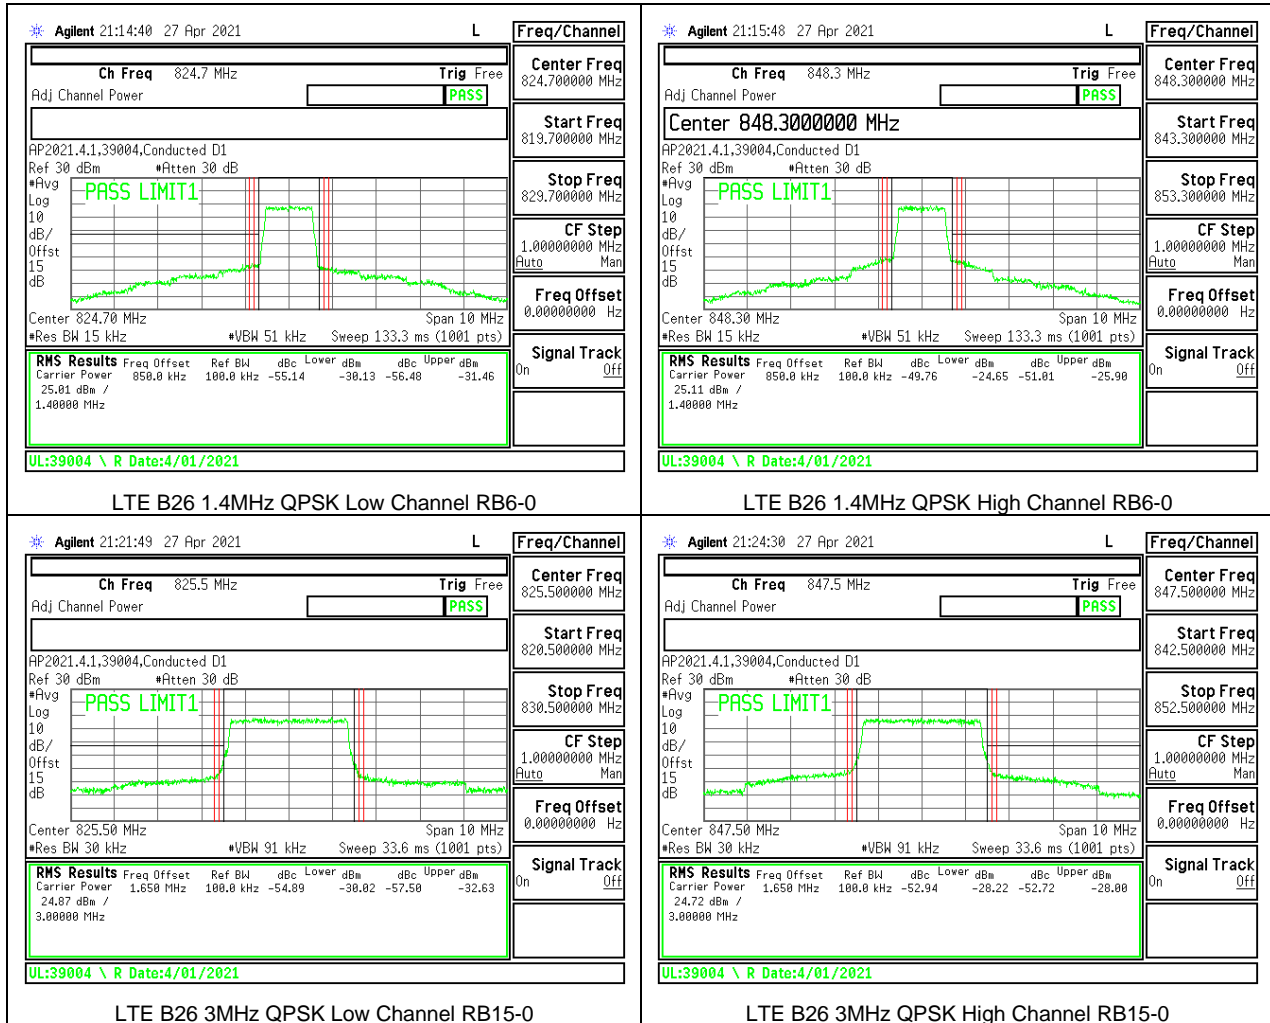 Agilent 21:14:40 27 Apr 2021 L
Freq/Channel
Ch Freq 824.7 MHz Trig Free
Adj Channel Power PASS
AP2021.4.1,39004,Conducted D1
Ref 30 dBm #Atten 30 dB
#Avg
Log
10
dB/
Offst
15
dB
PASS LIMIT1
Center 824.70 MHz Span 10 MHz
#Res BW 15 kHz #VBW 51 kHz Sweep 133.3 ms (1001 pts)
RMS Results Freq Offset Ref BW dBc Lower dBm dBc Upper dBm
Carrier Power 850.0 kHz 100.0 kHz -55.14 -30.13 -56.48 -31.46
25.01 dBm /
1.40000 MHz
UL:39004 \ R Date:4/01/2021
Center Freq
824.700000 MHz
Start Freq
819.700000 MHz
Stop Freq
829.700000 MHz
CF Step
1.00000000 MHz
Auto Man
Freq Offset
0.00000000 Hz
Signal Track
On Off
LTE B26 1.4MHz QPSK Low Channel RB6-0
Agilent 21:15:48 27 Apr 2021 L
Freq/Channel
Ch Freq 848.3 MHz Trig Free
Adj Channel Power PASS
Center 848.3000000 MHz
AP2021.4.1,39004,Conducted D1
Ref 30 dBm #Atten 30 dB
#Avg
Log
10
dB/
Offst
15
dB
PASS LIMIT1
Center 848.30 MHz Span 10 MHz
#Res BW 15 kHz #VBW 51 kHz Sweep 133.3 ms (1001 pts)
RMS Results Freq Offset Ref BW dBc Lower dBm dBc Upper dBm
Carrier Power 850.0 kHz 100.0 kHz -49.76 -24.65 -51.01 -25.90
25.11 dBm /
1.40000 MHz
UL:39004 \ R Date:4/01/2021
Center Freq
848.300000 MHz
Start Freq
843.300000 MHz
Stop Freq
853.300000 MHz
CF Step
1.00000000 MHz
Auto Man
Freq Offset
0.00000000 Hz
Signal Track
On Off
LTE B26 1.4MHz QPSK High Channel RB6-0
Agilent 21:21:49 27 Apr 2021 L
Freq/Channel
Ch Freq 825.5 MHz Trig Free
Adj Channel Power PASS
AP2021.4.1,39004,Conducted D1
Ref 30 dBm #Atten 30 dB
#Avg
Log
10
dB/
Offst
15
dB
PASS LIMIT1
Center 825.50 MHz Span 10 MHz
#Res BW 30 kHz #VBW 91 kHz Sweep 33.6 ms (1001 pts)
RMS Results Freq Offset Ref BW dBc Lower dBm dBc Upper dBm
Carrier Power 1.650 MHz 100.0 kHz -54.89 -30.02 -57.50 -32.63
24.87 dBm /
3.00000 MHz
UL:39004 \ R Date:4/01/2021
Center Freq
825.500000 MHz
Start Freq
820.500000 MHz
Stop Freq
830.500000 MHz
CF Step
1.00000000 MHz
Auto Man
Freq Offset
0.00000000 Hz
Signal Track
On Off
LTE B26 3MHz QPSK Low Channel RB15-0
Agilent 21:24:30 27 Apr 2021 L
Freq/Channel
Ch Freq 847.5 MHz Trig Free
Adj Channel Power PASS
AP2021.4.1,39004,Conducted D1
Ref 30 dBm #Atten 30 dB
#Avg
Log
10
dB/
Offst
15
dB
PASS LIMIT1
Center 847.50 MHz Span 10 MHz
#Res BW 30 kHz #VBW 91 kHz Sweep 33.6 ms (1001 pts)
RMS Results Freq Offset Ref BW dBc Lower dBm dBc Upper dBm
Carrier Power 1.650 MHz 100.0 kHz -52.94 -28.22 -52.72 -28.00
24.72 dBm /
3.00000 MHz
UL:39004 \ R Date:4/01/2021
Center Freq
847.500000 MHz
Start Freq
842.500000 MHz
Stop Freq
852.500000 MHz
CF Step
1.00000000 MHz
Auto Man
Freq Offset
0.00000000 Hz
Signal Track
On Off
LTE B26 3MHz QPSK High Channel RB15-0